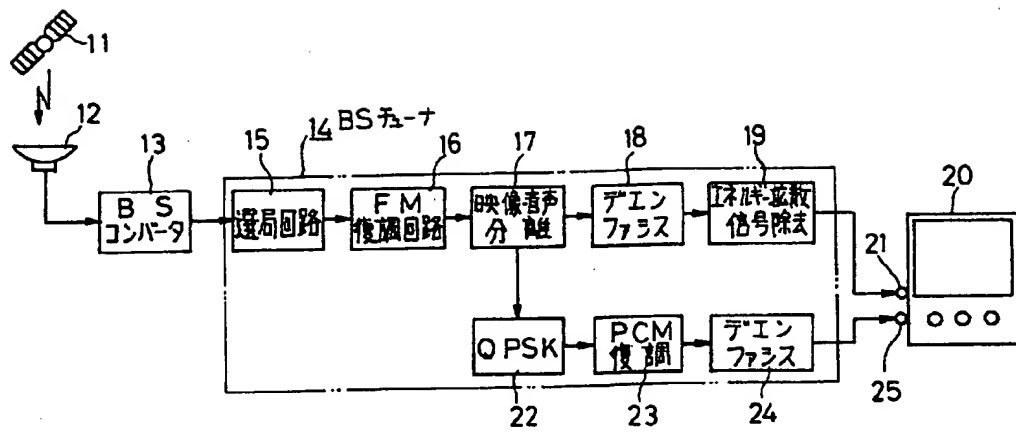 11
12
13
BS
コンバータ
14 BSチューナ
15
選局回路
16
FM
復調回路
17
映像・音声
分離
18
デエン
ファシス
19
エネルギー拡散
信号除去
20
21
22
QPSK
23
PCM
復調
24
デエン
ファシス
25